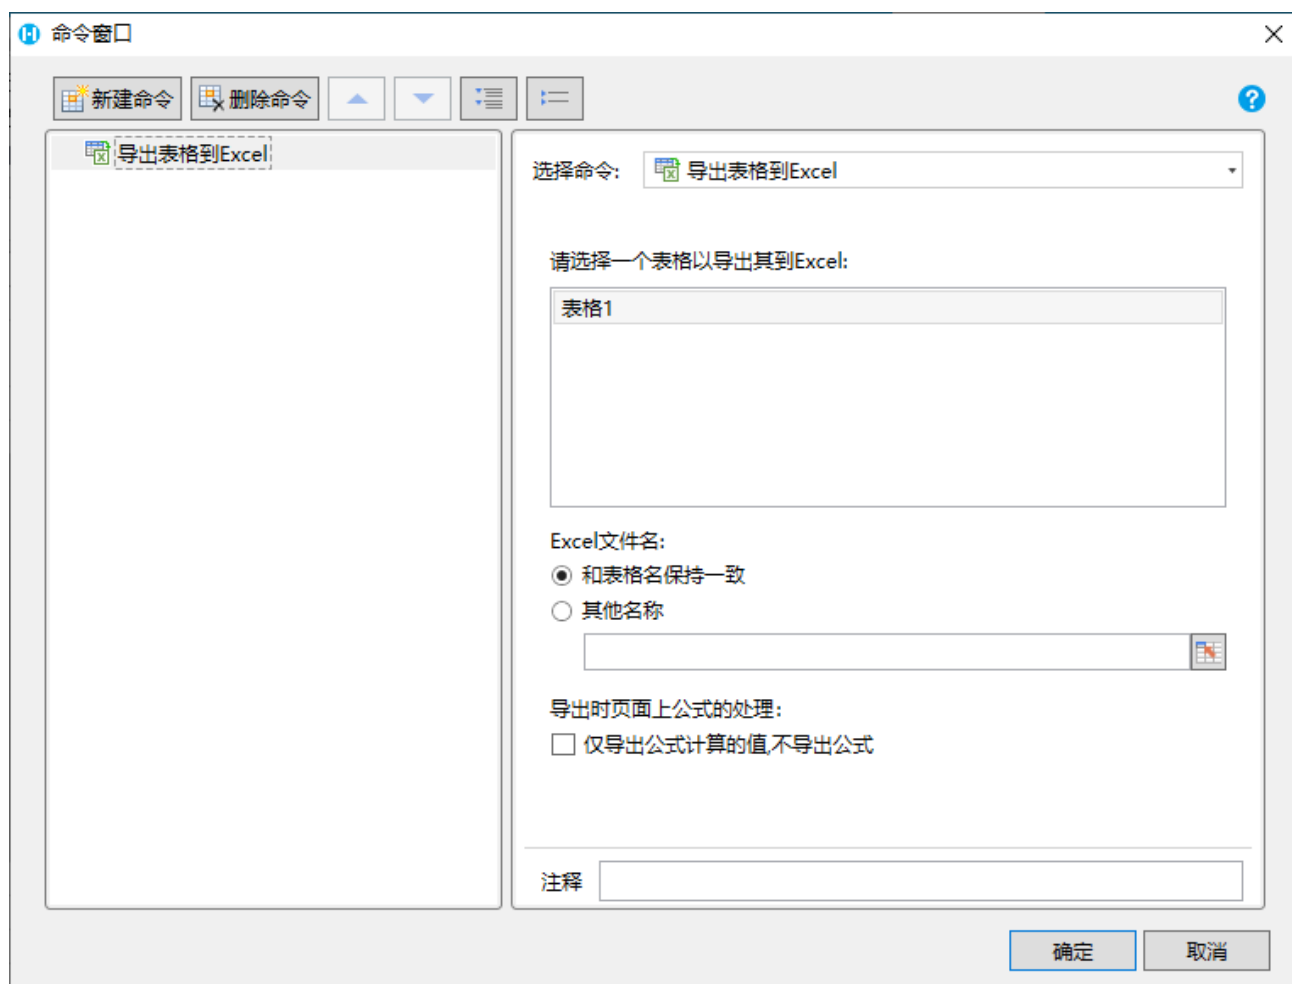 命令窗口
新建命令 删除命令
导出表格到Excel
选择命令: 导出表格到Excel
请选择一个表格以导出其到Excel:
表格1
Excel文件名:
和表格名保持一致
其他名称
导出时页面上公式的处理:
仅导出公式计算的值,不导出公式
注释
确定 取消